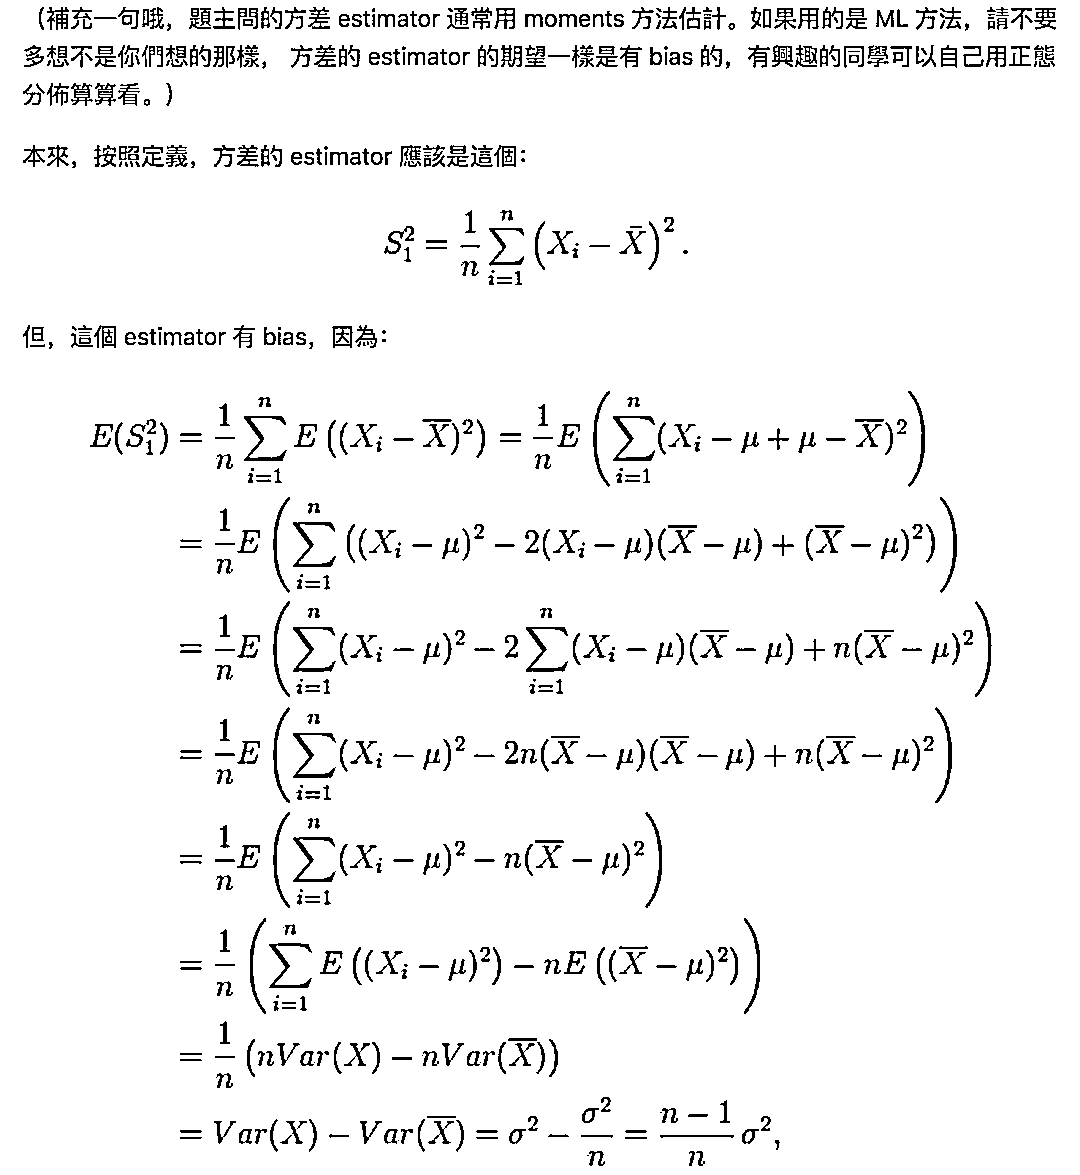 （補充一句哦，題主問的方差 estimator 通常用 moments 方法估計。如果用的是 ML 方法，請不要
多想不是你們想的那樣， 方差的 estimator 的期望一樣是有 bias 的，有興趣的同學可以自己用正態
分佈算算看。）
本來，按照定義，方差的 estimator 應該是這個：
$S_1^2 = \frac{1}{n} \sum_{i=1}^{n} \left( X_i - \bar{X} \right)^2 .$
但，這個 estimator 有 bias，因為：
$E(S_1^2) = \frac{1}{n} \sum_{i=1}^{n} E\left( (X_i - \overline{X})^2 \right) = \frac{1}{n} E\left( \sum_{i=1}^{n} (X_i - \mu + \mu - \overline{X})^2 \right)$
$= \frac{1}{n} E\left( \sum_{i=1}^{n} \left( (X_i - \mu)^2 - 2(X_i - \mu)(\overline{X} - \mu) + (\overline{X} - \mu)^2 \right) \right)$
$= \frac{1}{n} E\left( \sum_{i=1}^{n} (X_i - \mu)^2 - 2 \sum_{i=1}^{n} (X_i - \mu)(\overline{X} - \mu) + n(\overline{X} - \mu)^2 \right)$
$= \frac{1}{n} E\left( \sum_{i=1}^{n} (X_i - \mu)^2 - 2n(\overline{X} - \mu)(\overline{X} - \mu) + n(\overline{X} - \mu)^2 \right)$
$= \frac{1}{n} E\left( \sum_{i=1}^{n} (X_i - \mu)^2 - n(\overline{X} - \mu)^2 \right)$
$= \frac{1}{n} \left( \sum_{i=1}^{n} E\left( (X_i - \mu)^2 \right) - nE\left( (\overline{X} - \mu)^2 \right) \right)$
$= \frac{1}{n} \left( nVar(X) - nVar(\overline{X}) \right)$
$= Var(X) - Var(\overline{X}) = \sigma^2 - \frac{\sigma^2}{n} = \frac{n-1}{n} \sigma^2,$